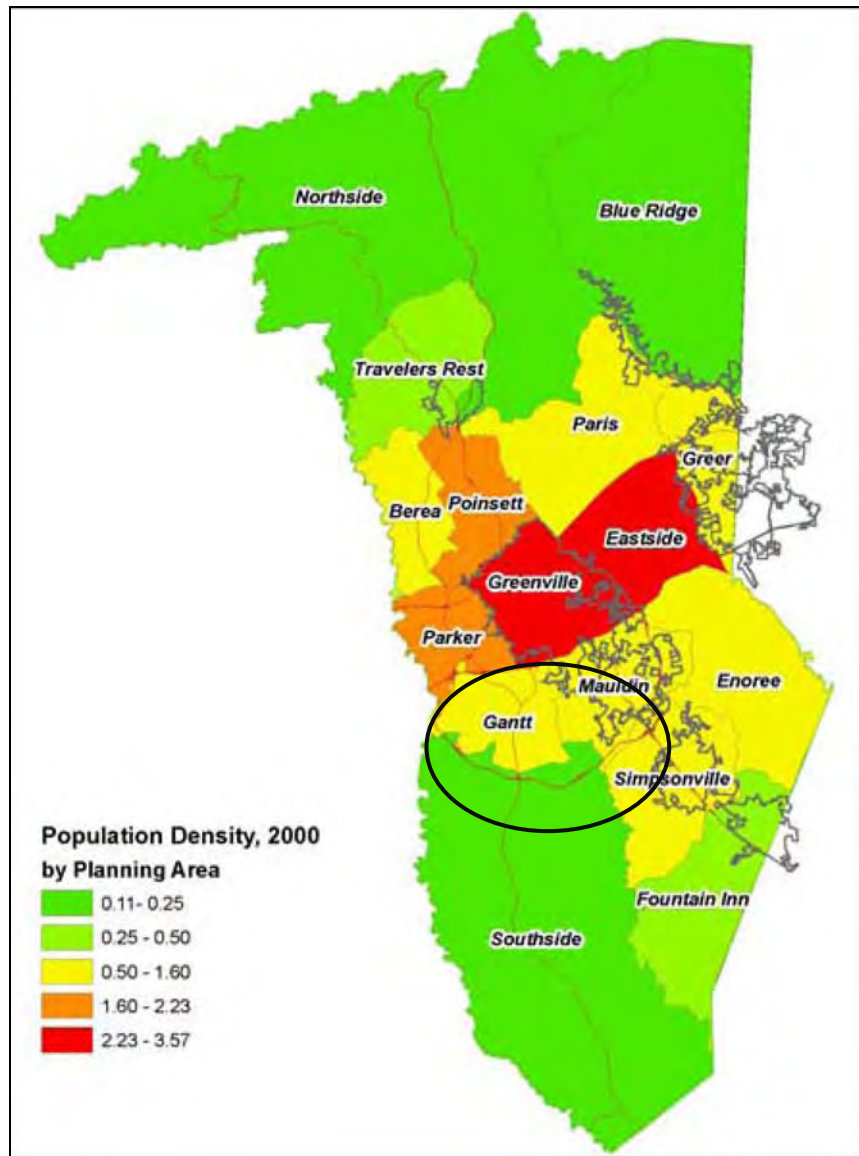 Northside
Blue Ridge
Travelers Rest
Paris
Greer
Berea
Poinsett
Eastside
Greenville
Parker
Mauldin
Enoree
Gantt
Simpsonville
Fountain Inn
Southside
Population Density, 2000
by Planning Area
0.11- 0.25
0.25 - 0.50
0.50 - 1.60
1.60 - 2.23
2.23 - 3.57